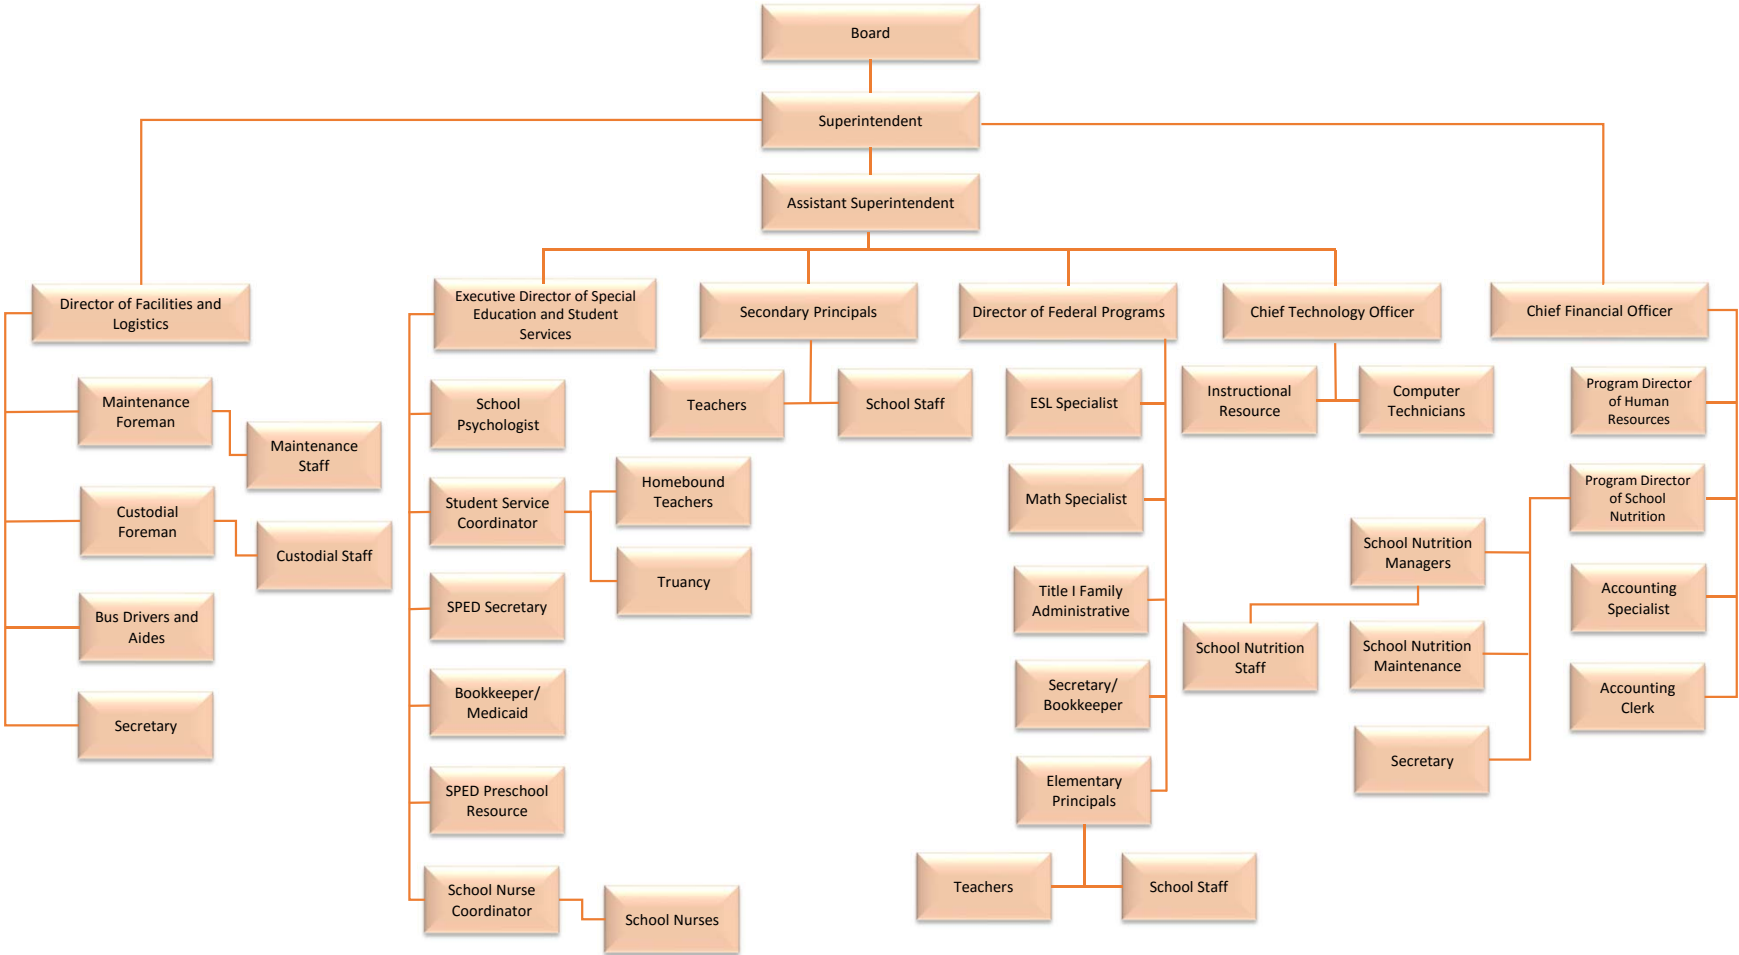 Board
Superintendent
Assistant Superintendent
Director of Facilities and
Logistics
Maintenance
Foreman
Maintenance
Staff
Custodial
Foreman
Custodial Staff
Bus Drivers and
Aides
Secretary
Executive Director of Special
Education and Student
Services
School
Psychologist
Student Service
Coordinator
Homebound
Teachers
Truancy
SPED Secretary
Bookkeeper/
Medicaid
SPED Preschool
Resource
School Nurse
Coordinator
School Nurses
Secondary Principals
Teachers
School Staff
Director of Federal Programs
ESL Specialist
Math Specialist
Title I Family
Administrative
Secretary/
Bookkeeper
Elementary
Principals
Teachers
School Staff
Chief Technology Officer
Instructional
Resource
Computer
Technicians
Chief Financial Officer
Program Director
of Human
Resources
Program Director
of School
Nutrition
School Nutrition
Managers
School Nutrition
Staff
School Nutrition
Maintenance
Secretary
Accounting
Specialist
Accounting
Clerk